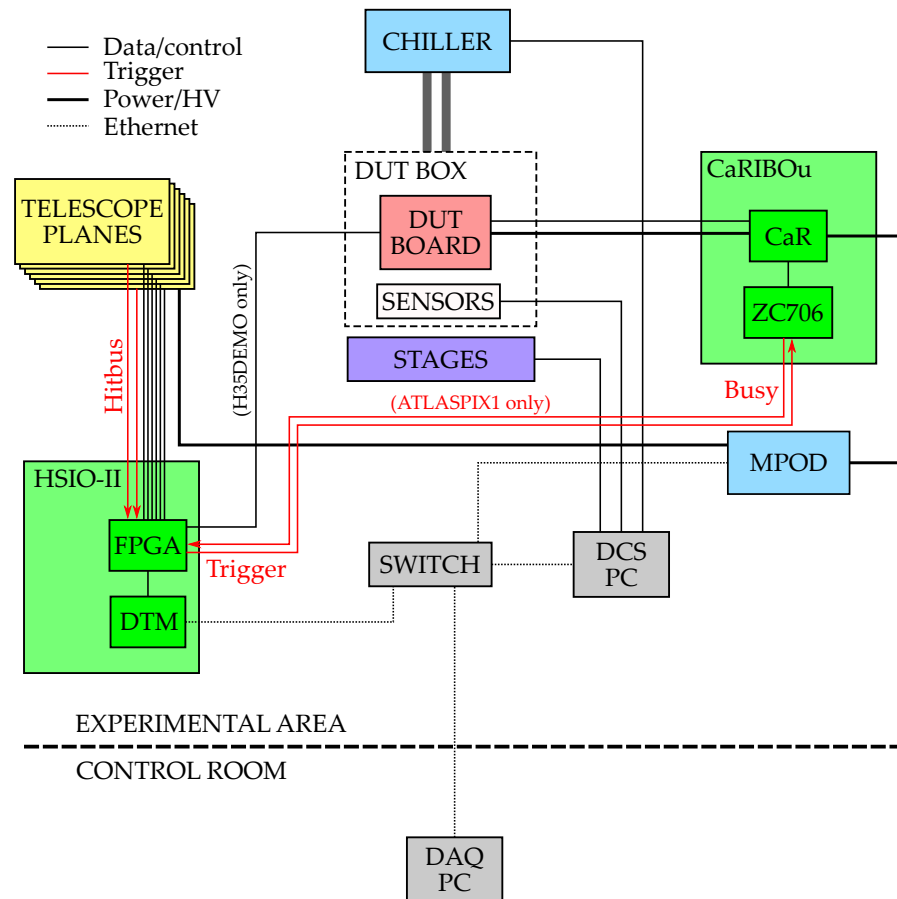 CHILLER
Data/control
Trigger
Power/HV
Ethernet
DUT BOX
CaRIBOu
TELESCOPE
PLANES
DUT
BOARD
CaR
SENSORS
ZC706
STAGES
Hitbus
(H35DEMO only)
(ATLASPIX1 only)
Busy
HSIO-II
MPOD
FPGA
Trigger
SWITCH
DCS
PC
DTM
EXPERIMENTAL AREA
CONTROL ROOM
DAQ
PC